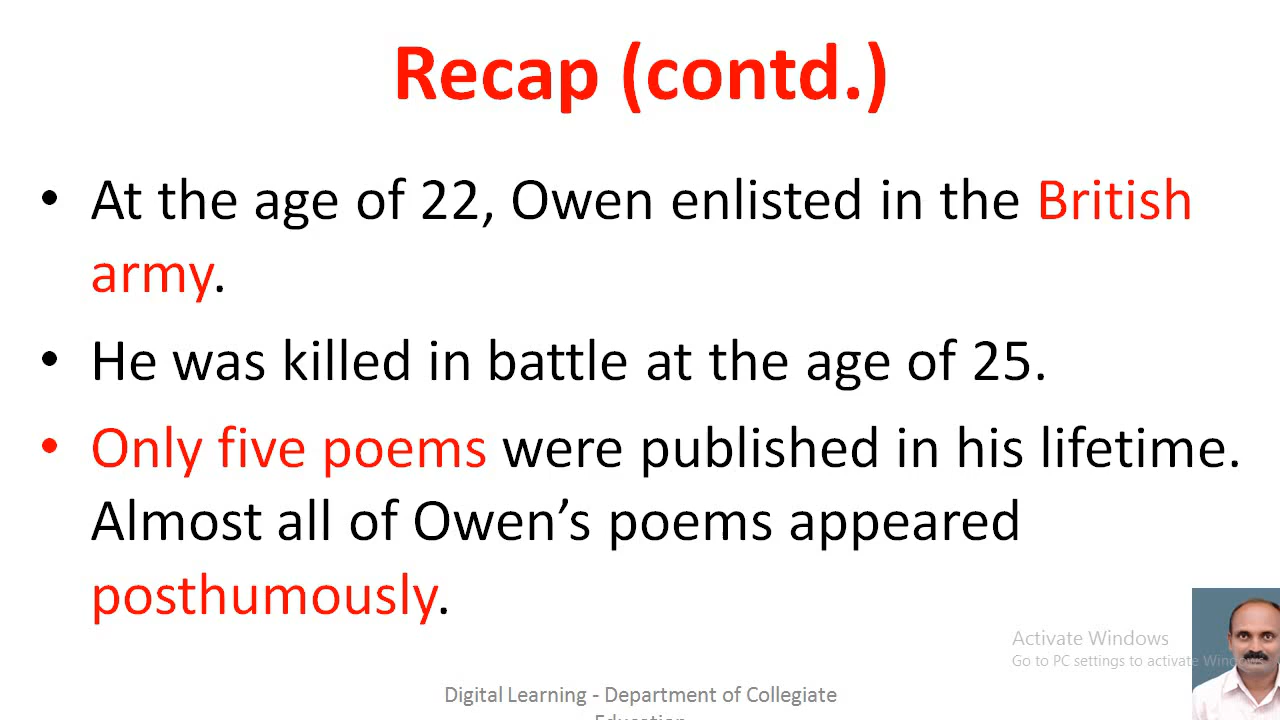 Recap (contd.)
• At the age of 22, Owen enlisted in the British
army.
• He was killed in battle at the age of 25.
• Only five poems were published in his lifetime.
Almost all of Owen’s poems appeared
posthumously.
Activate Windows
Go to PC settings to activate Windows.
Digital Learning - Department of Collegiate
Education